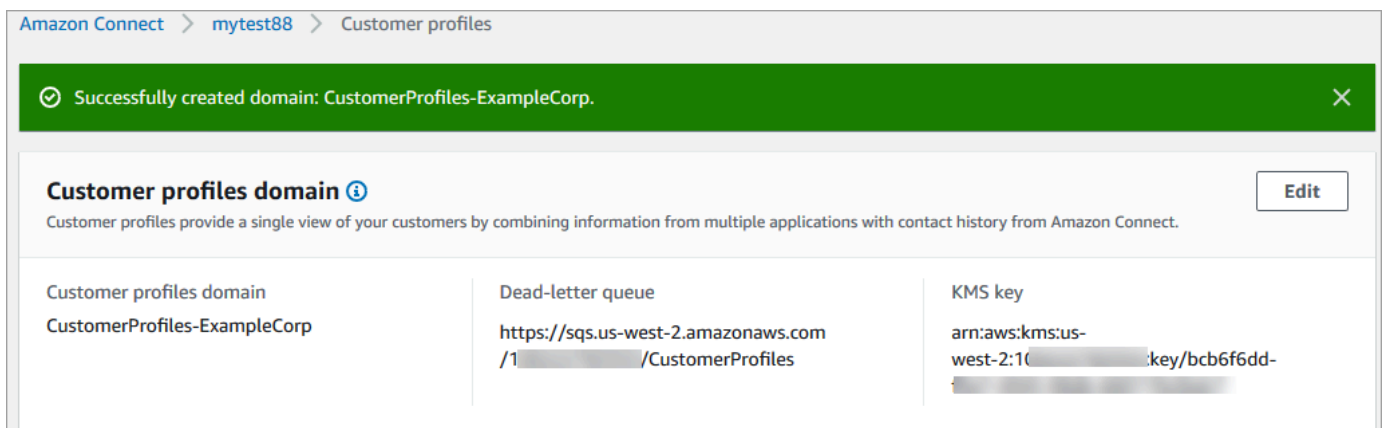 Amazon Connect > mytest88 > Customer profiles
Successfully created domain: CustomerProfiles-ExampleCorp.
Customer profiles domain
Edit
Customer profiles provide a single view of your customers by combining information from multiple applications with contact history from Amazon Connect.
Customer profiles domain
CustomerProfiles-ExampleCorp
Dead-letter queue
https://sqs.us-west-2.amazonaws.com
/1 /CustomerProfiles
KMS key
arn:aws:kms:us-
west-2:10 :key/bcb6f6dd-